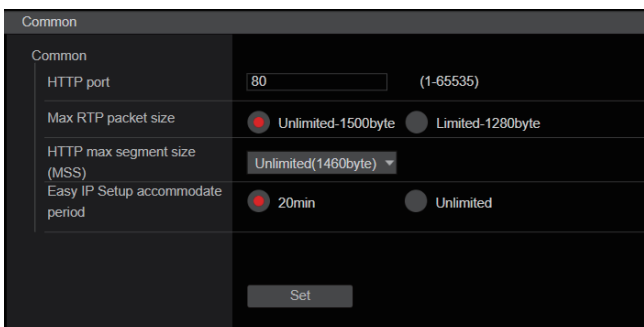 Common
Common
HTTP port 80 (1-65535)
Max RTP packet size Unlimited-1500byte Limited-1280byte
HTTP max segment size
(MSS) Unlimited(1460byte)
Easy IP Setup accommodate
period 20min Unlimited
Set